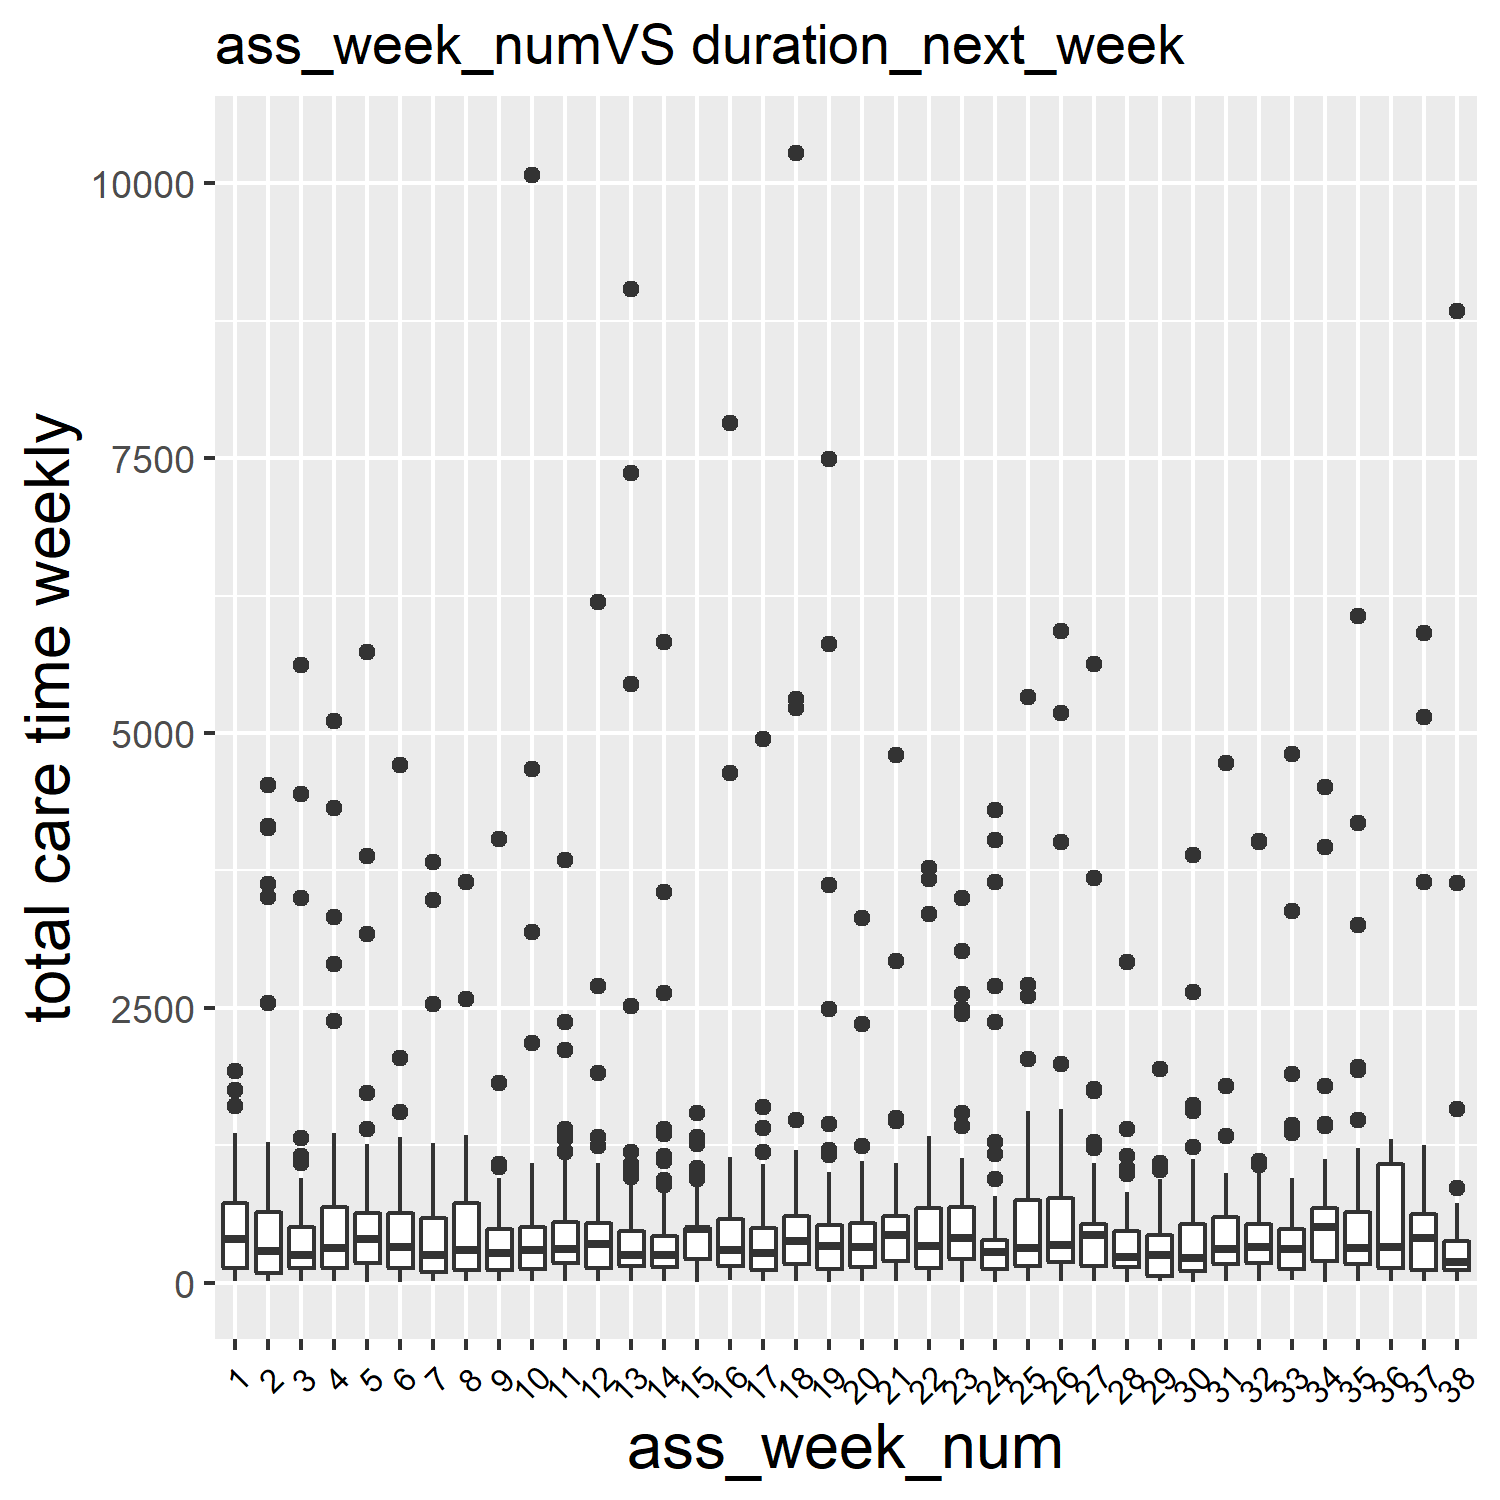 ass_week_numVS duration_next_week
total care time weekly
10000
7500
5000
2500
0
1 2 3 4 5 6 7 8 9 10 11 12 13 14 15 16 17 18 19 20 21 22 23 24 25 26 27 28 29 30 31 32 33 34 35 36 37 38
ass_week_num